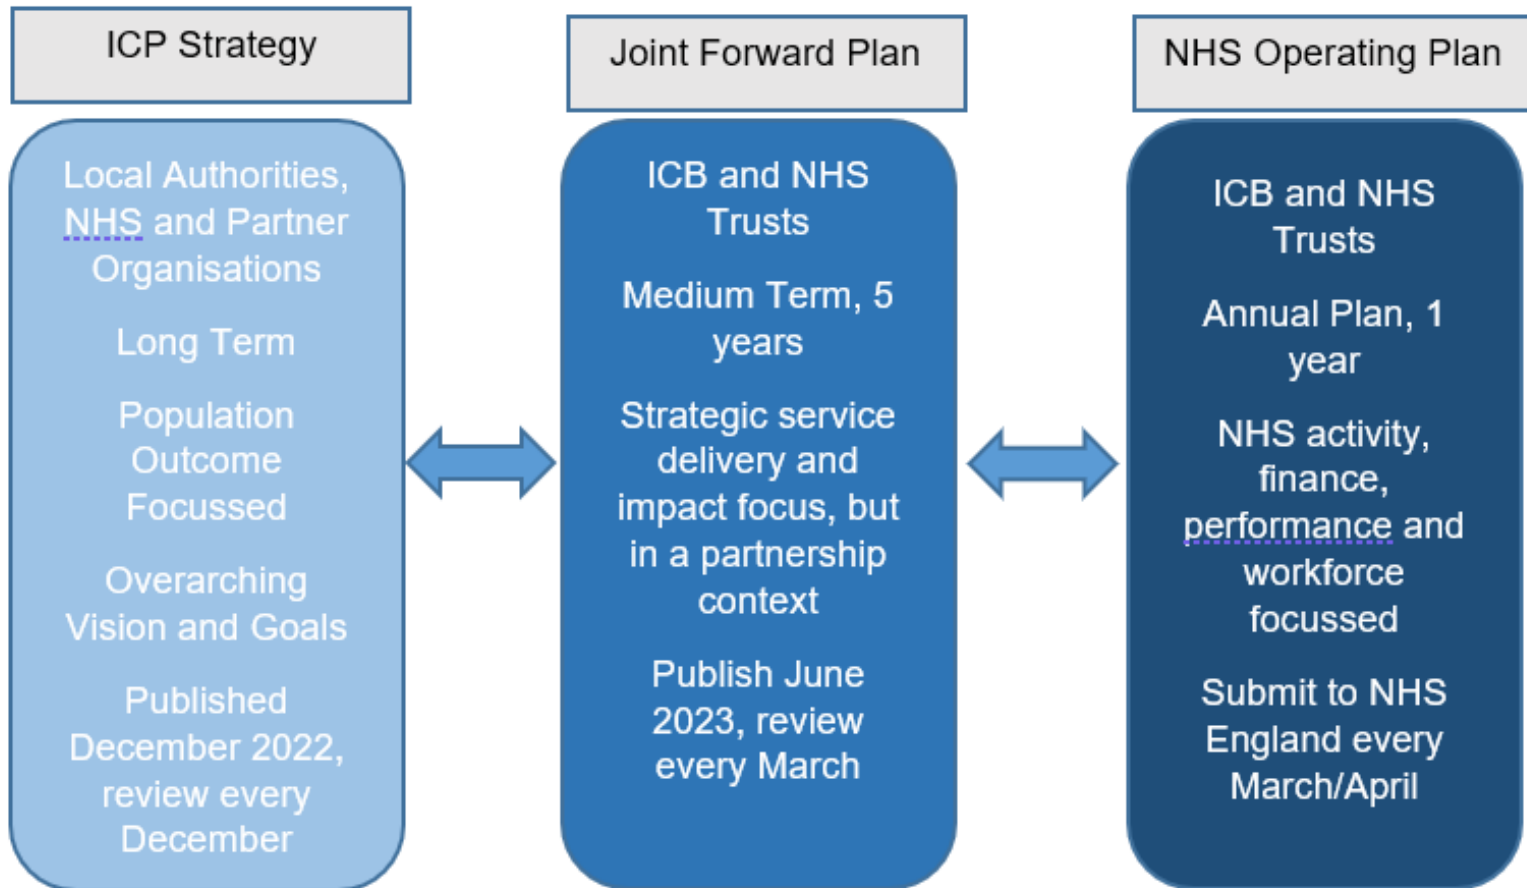 ICP Strategy
Local Authorities,
NHS and Partner
Organisations
Long Term
Population
Outcome
Focussed
Overarching
Vision and Goals
Published
December 2022,
review every
December
Joint Forward Plan
ICB and NHS
Trusts
Medium Term, 5
years
Strategic service
delivery and
impact focus, but
in a partnership
context
Publish June
2023, review
every March
NHS Operating Plan
ICB and NHS
Trusts
Annual Plan, 1
year
NHS activity,
finance,
performance and
workforce
focussed
Submit to NHS
England every
March/April